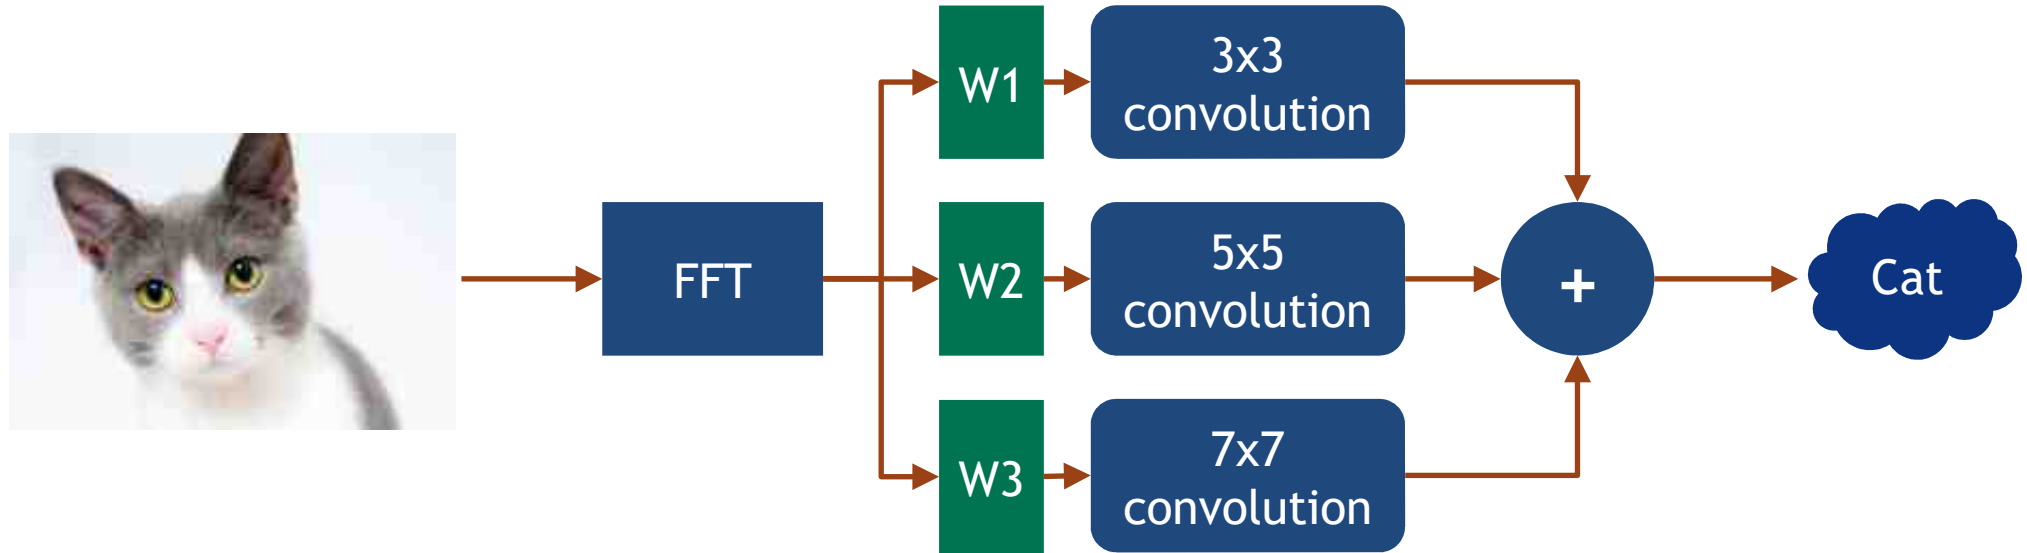 FFT
W1
3x3
convolution
W2
5x5
convolution
W3
7x7
convolution
+
Cat